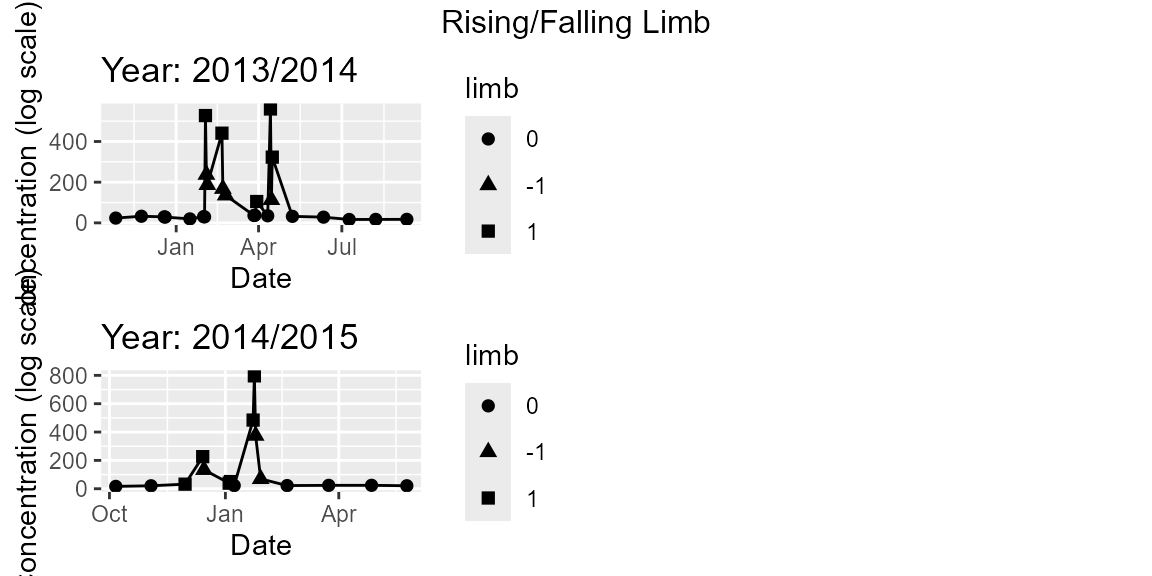 Rising/Falling Limb
Year: 2013/2014
400
200
0
Jan Apr Jul
Date
limb
0
-1
1
Year: 2014/2015
800
600
400
200
0
Oct Jan Apr
Date
limb
0
-1
1
(log scale)
(log